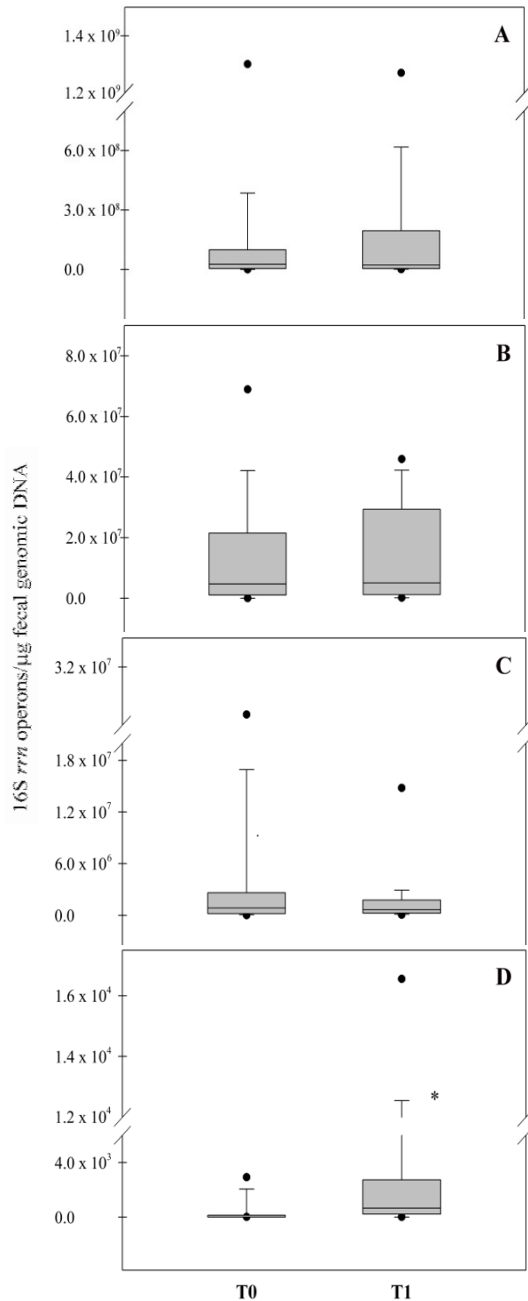 A
1.4 x 10⁹
1.2 x 10⁹
6.0 x 10⁸
3.0 x 10⁸
0.0
B
8.0 x 10⁷
6.0 x 10⁷
4.0 x 10⁷
2.0 x 10⁷
0.0
16S rrn operons/µg fecal genomic DNA
C
3.2 x 10⁷
1.8 x 10⁷
1.2 x 10⁷
6.0 x 10⁶
0.0
D
1.6 x 10⁴
1.4 x 10⁴
1.2 x 10⁴
*
4.0 x 10³
0.0
T0 T1